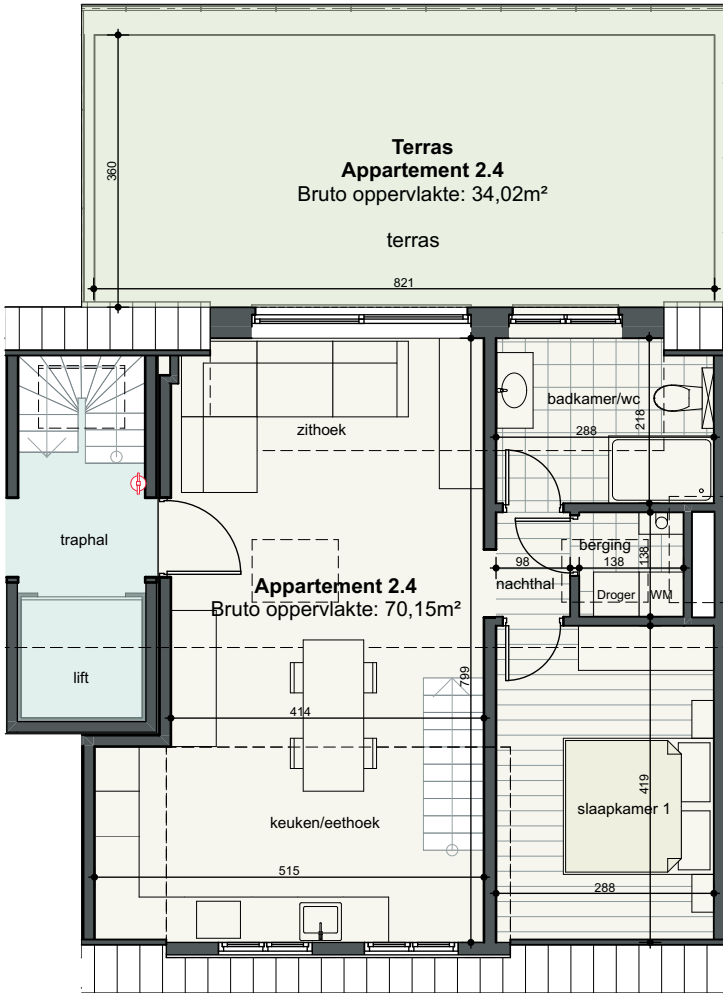 Terras
Appartement 2.4
Bruto oppervlakte: 34,02m²
terras
360
821
zithoek
badkamer/wc
218
288
traphal
berging
138
98
138
nachthal
Appartement 2.4
Bruto oppervlakte: 70,15m²
Droger
WM
lift
799
414
419
slaapkamer 1
keuken/eethoek
515
288